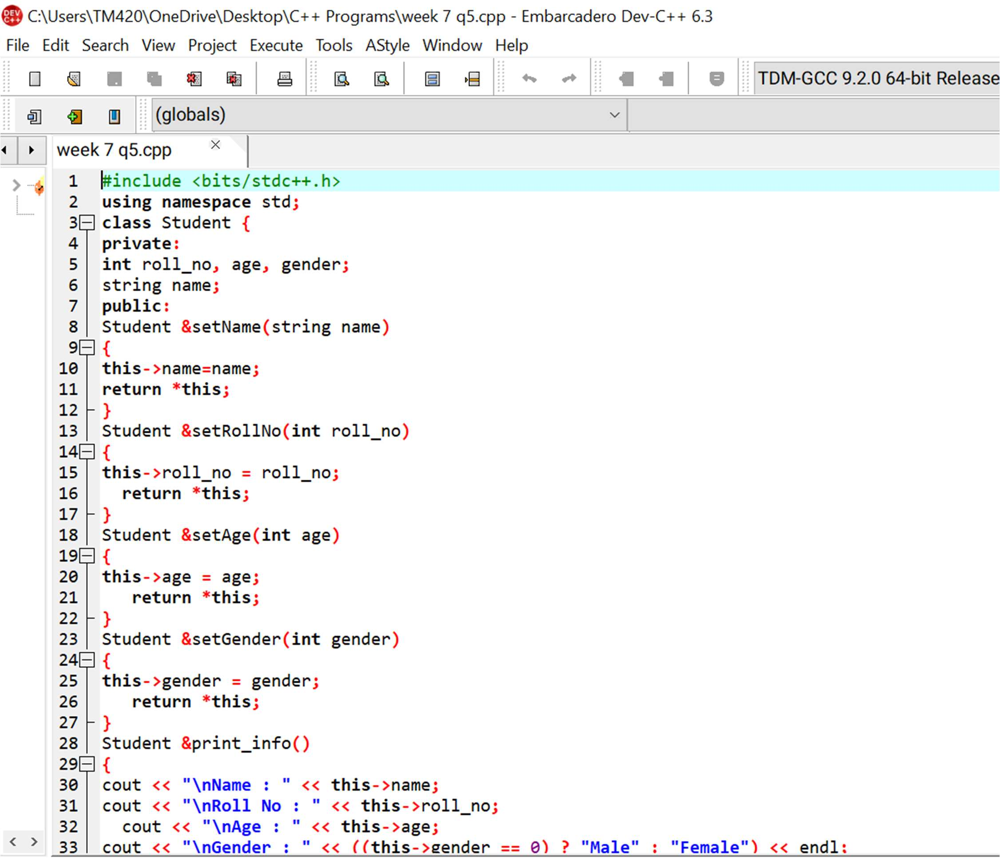 DEV C++ C:\Users\TM420\OneDrive\Desktop\C++ Programs\week 7 q5.cpp - Embarcadero Dev-C++ 6.3
File Edit Search View Project Execute Tools AStyle Window Help
TDM-GCC 9.2.0 64-bit Release
(globals)
week 7 q5.cpp
1 #include <bits/stdc++.h>
2 using namespace std;
3 class Student {
4 private:
5 int roll_no, age, gender;
6 string name;
7 public:
8 Student &setName(string name)
9 {
10 this->name=name;
11 return *this;
12 }
13 Student &setRollNo(int roll_no)
14 {
15 this->roll_no = roll_no;
16   return *this;
17 }
18 Student &setAge(int age)
19 {
20 this->age = age;
21    return *this;
22 }
23 Student &setGender(int gender)
24 {
25 this->gender = gender;
26    return *this;
27 }
28 Student &print_info()
29 {
30 cout << "\nName : " << this->name;
31 cout << "\nRoll No : " << this->roll_no;
32   cout << "\nAge : " << this->age;
33 cout << "\nGender : " << ((this->gender == 0) ? "Male" : "Female") << endl;